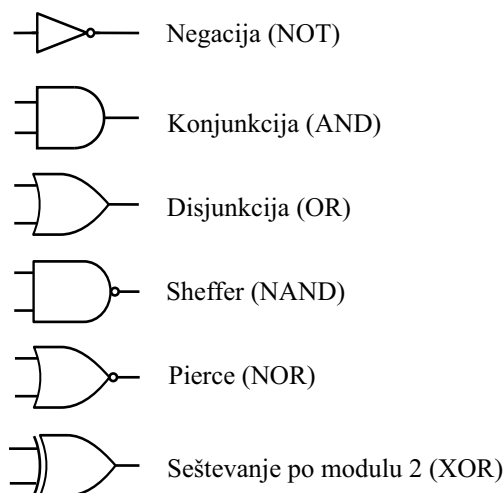 Negacija (NOT)
Konjunkcija (AND)
Disjunkcija (OR)
Sheffer (NAND)
Pierce (NOR)
Seštevanje po modulu 2 (XOR)